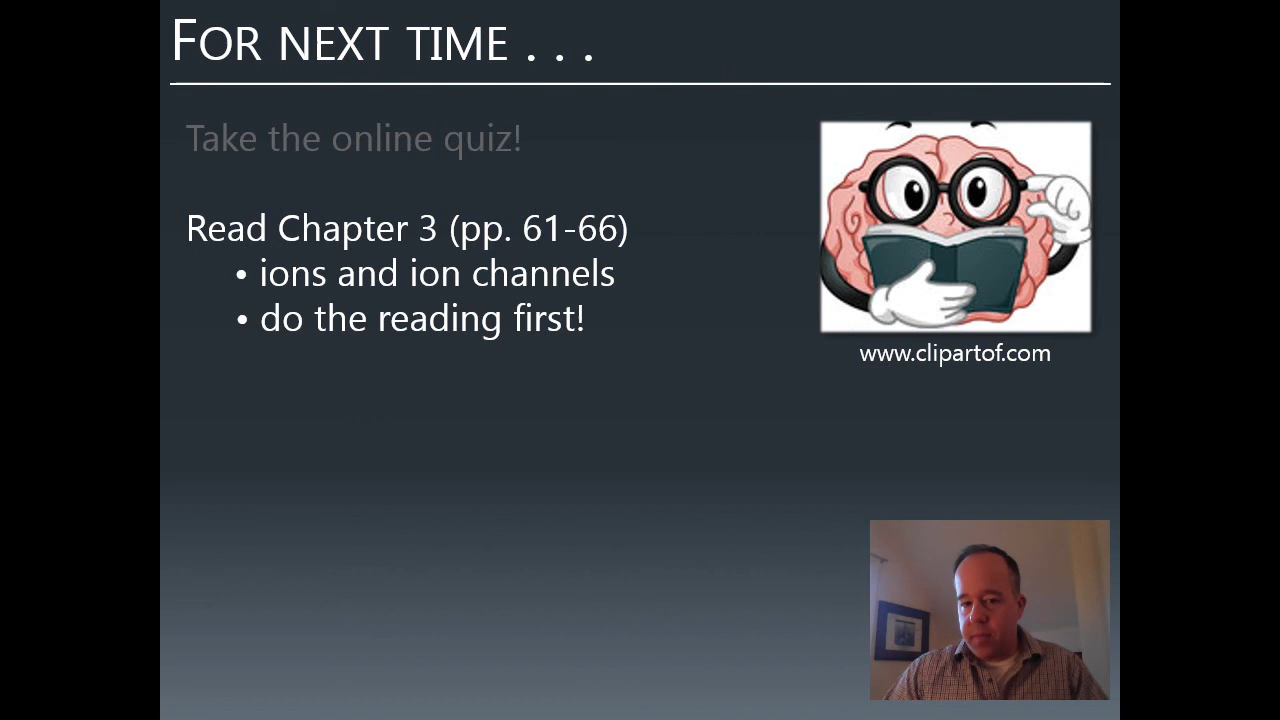 FOR NEXT TIME . . .
Take the online quiz!
Read Chapter 3 (pp. 61-66)
• ions and ion channels
• do the reading first!
www.clipartof.com